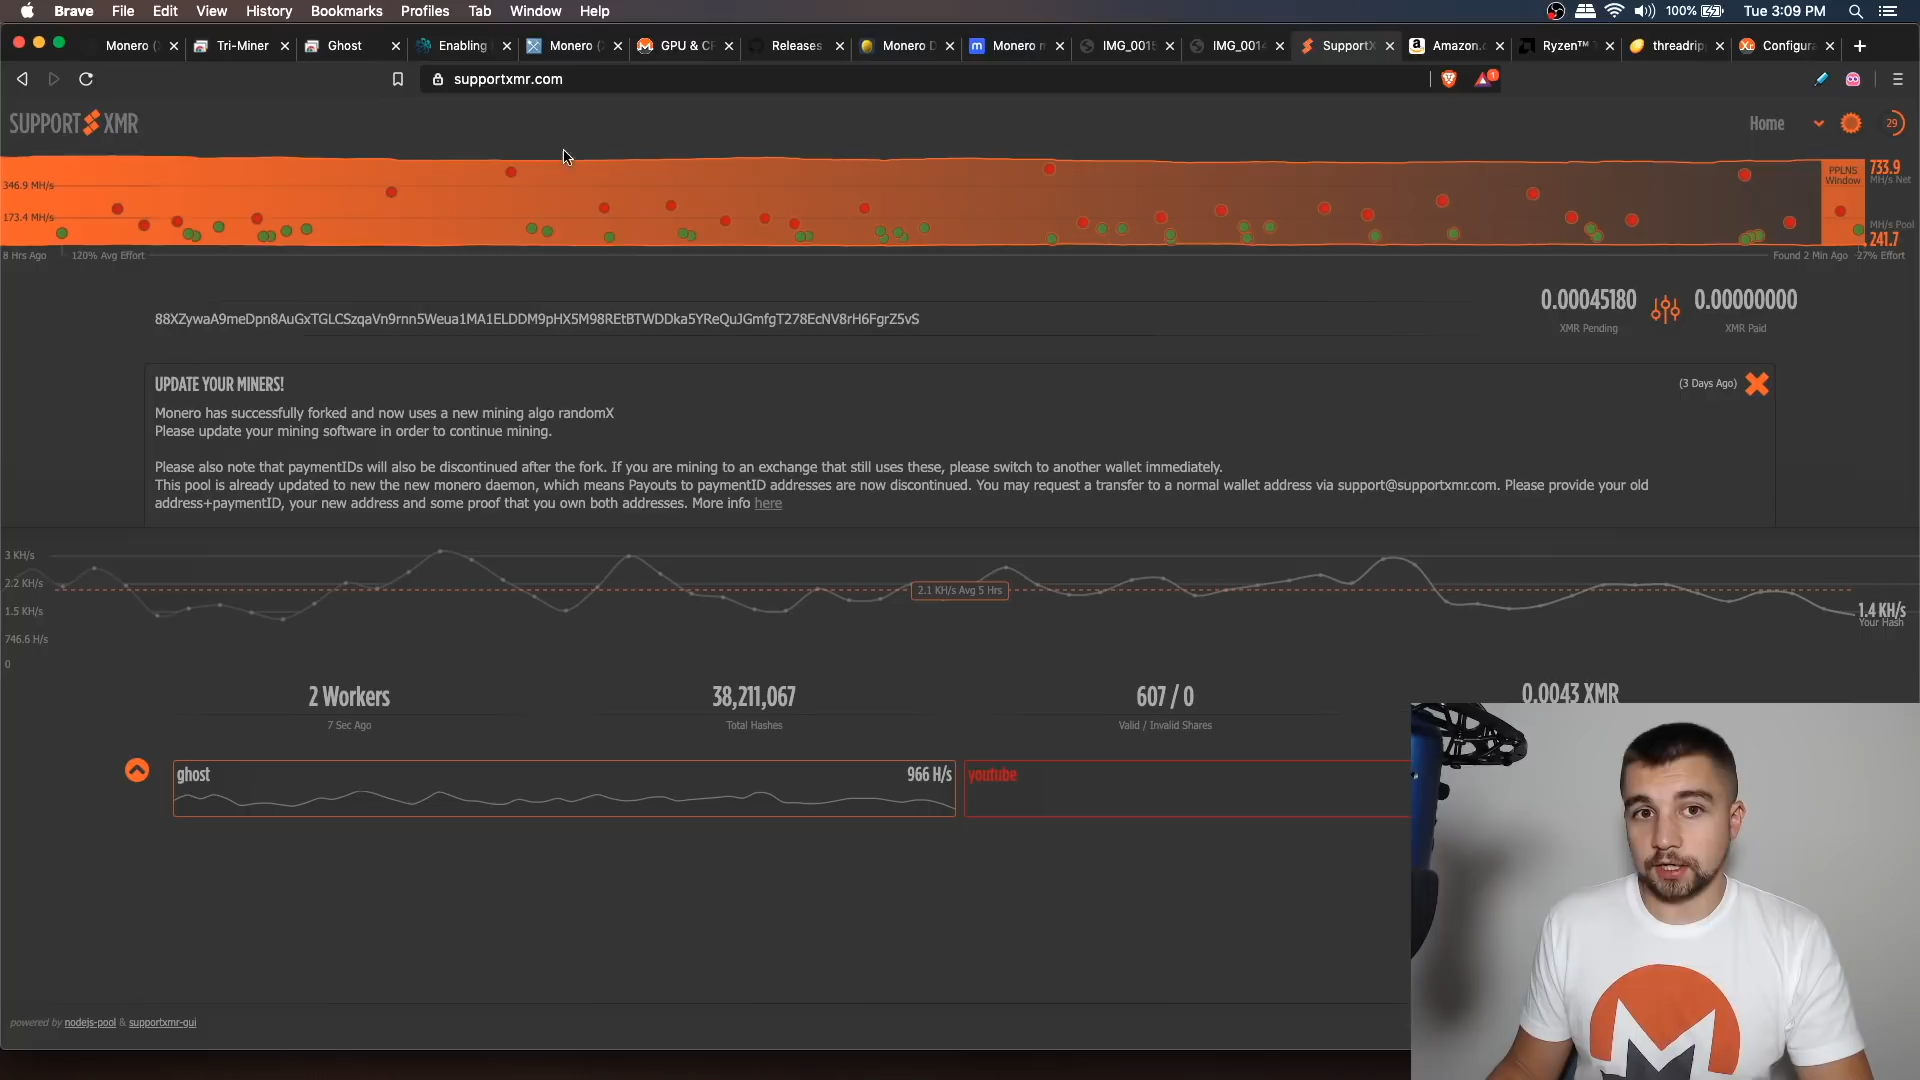 Brave File Edit View History Bookmarks Profiles Tab Window Help 100% Tue 3:09 PM
Monero ( Tri-Miner Ghost Enabling Monero ( GPU & CP Releases Monero D Monero m IMG_0015 IMG_0014 SupportX Amazon.c Ryzen™ T threadrip Configura
supportxmr.com 1
SUPPORT XMR Home 29
346.9 MH/s
173.4 MH/s
PPLNS Window
733.9
MH/s Net
MH/s Pool
241.7
8 Hrs Ago 120% Avg Effort Found 2 Min Ago 27% Effort
88XZywaA9meDpn8AuGxTGLCSzqaVn9rnn5Weua1MA1ELDDM9pHX5M98REtBTWDDka5YReQuJGmfgT278EcNV8rH6FgrZ5vS
0.00045180 0.00000000
XMR Pending XMR Paid
UPDATE YOUR MINERS! (3 Days Ago)
Monero has successfully forked and now uses a new mining algo randomX
Please update your mining software in order to continue mining.
Please also note that paymentIDs will also be discontinued after the fork. If you are mining to an exchange that still uses these, please switch to another wallet immediately.
This pool is already updated to new the new monero daemon, which means Payouts to paymentID addresses are now discontinued. You may request a transfer to a normal wallet address via support@supportxmr.com. Please provide your old
address+paymentID, your new address and some proof that you own both addresses. More info here
3 KH/s
2.2 KH/s
2.1 KH/s Avg 5 Hrs
1.5 KH/s
1.4 KH/s
Your Hash
746.6 H/s
0
2 Workers 38,211,067 607 / 0 0.0043 XMR
7 Sec Ago Total Hashes Valid / Invalid Shares
ghost 966 H/s youtube
powered by nodejs-pool & supportxmr-gui